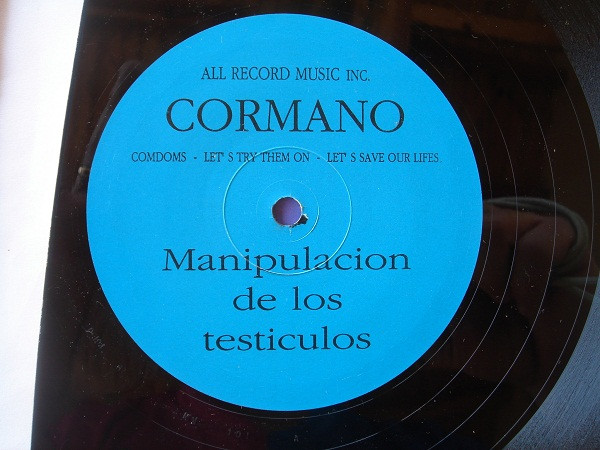 ALL RECORD MUSIC INC.
CORMANO
COMDOMS - LET' S TRY THEM ON - LET' S SAVE OUR LIFES.
Manipulacion
de los
testiculos